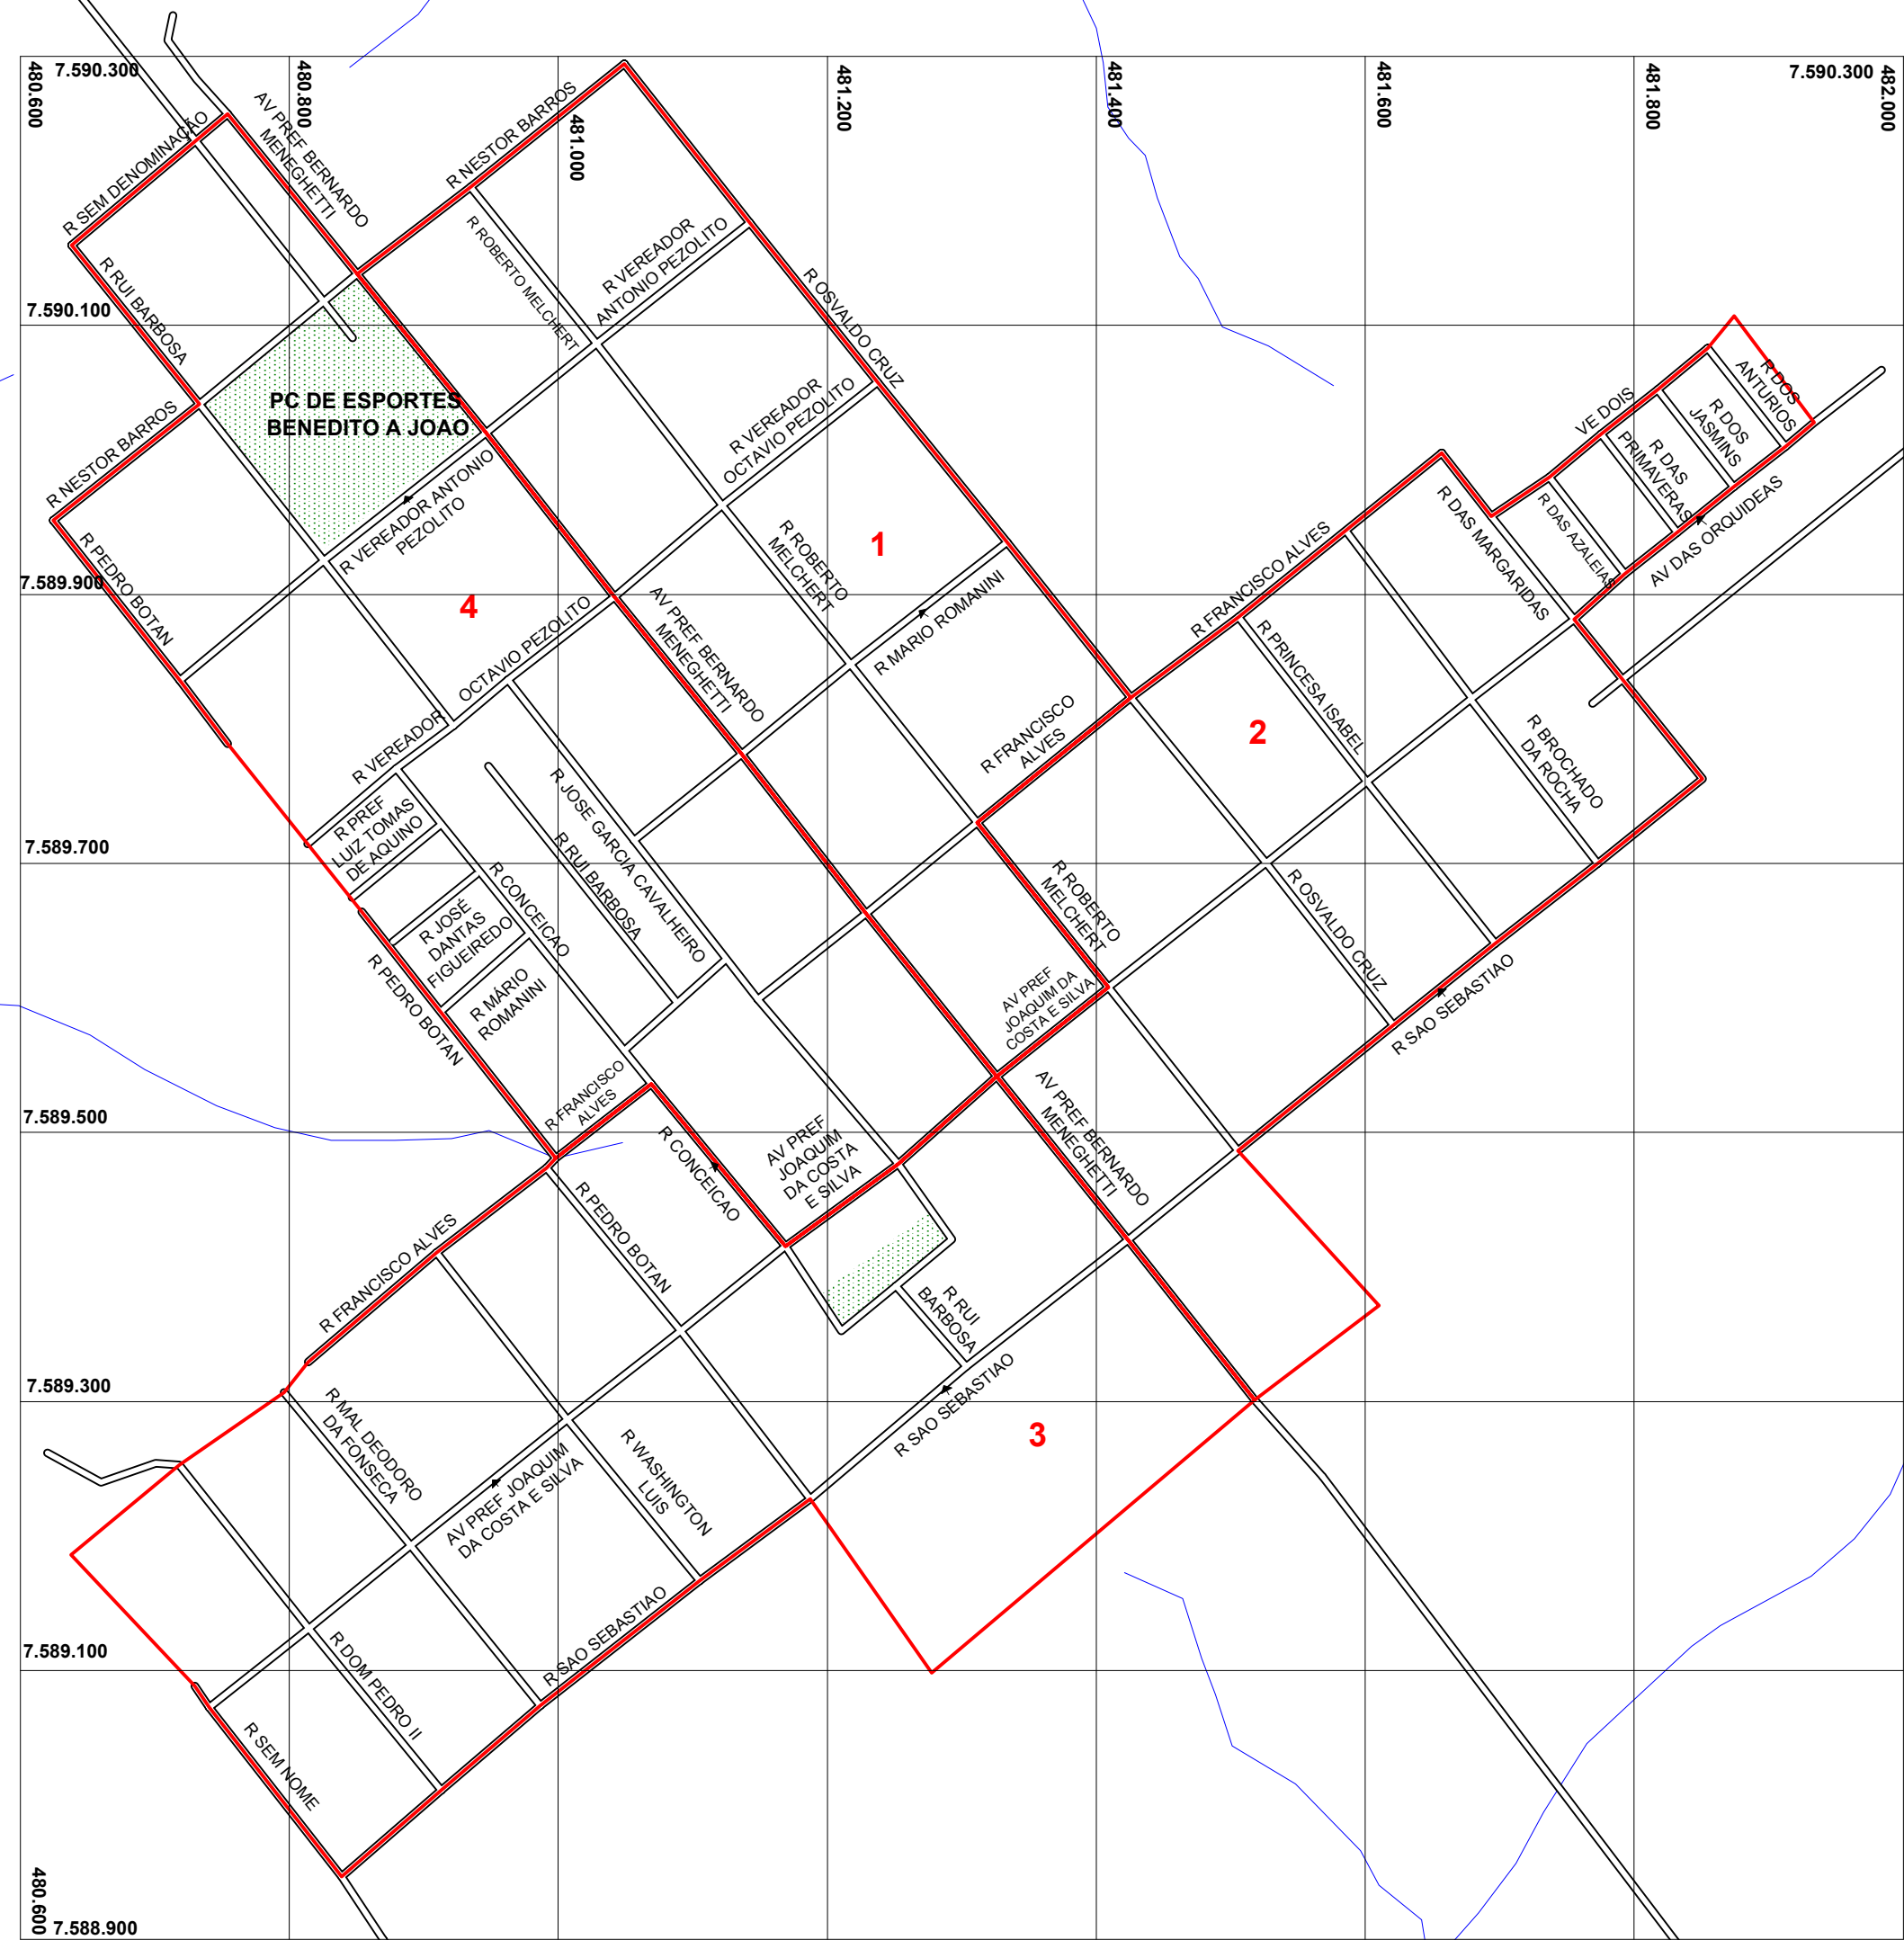 480.600
7.590.300
480.800
481.000
481.200
481.400
481.600
481.800
7.590.300
482.000
AV PREF BERNARDO
MENEGHETTI
R SEM DENOMINAÇÃO
R NESTOR BARROS
R RUI BARBOSA
R ROBERTO MELCHERT
R VEREADOR
ANTONIO PEZOLITO
R OSVALDO CRUZ
7.590.100
PC DE ESPORTES
BENEDITO A JOAO
R NESTOR BARROS
R VEREADOR
OCTAVIO PEZOLITO
VE DOIS
R DOS
ANTURIOS
R DOS
JASMINS
R DAS
PRIMAVERAS
R DAS AZALEIAS
AV DAS ORQUIDEAS
R DAS MARGARIDAS
R VEREADOR ANTONIO
PEZOLITO
R PEDRO BOTAN
7.589.900
4
1
R ROBERTO
MELCHERT
R MARIO ROMANINI
R FRANCISCO ALVES
R PRINCESA ISABEL
R VEREADOR
OCTAVIO PEZOLITO
AV PREF BERNARDO
MENEGHETTI
R FRANCISCO
ALVES
2
R BROCHADO
DA ROCHA
R PREF
LUIZ TOMAS
DE AQUINO
7.589.700
R JOSE GARCIA CAVALHEIRO
R RUI BARBOSA
R CONCEICAO
R JOSÉ
DANTAS
FIGUEIREDO
R MÁRIO
ROMANINI
R PEDRO BOTAN
R ROBERTO
MELCHERT
R OSVALDO CRUZ
AV PREF
JOAQUIM DA
COSTA E SILVA
R SAO SEBASTIAO
R FRANCISCO
ALVES
7.589.500
R CONCEICAO
AV PREF
JOAQUIM
DA COSTA
E SILVA
AV PREF BERNARDO
MENEGHETTI
R PEDRO BOTAN
R FRANCISCO ALVES
R RUI
BARBOSA
7.589.300
R SAO SEBASTIAO
3
R MAL DEODORO
DA FONSECA
AV PREF JOAQUIM
DA COSTA E SILVA
R WASHINGTON
LUIS
R SAO SEBASTIAO
7.589.100
R DOM PEDRO II
R SEM NOME
480.600
7.588.900